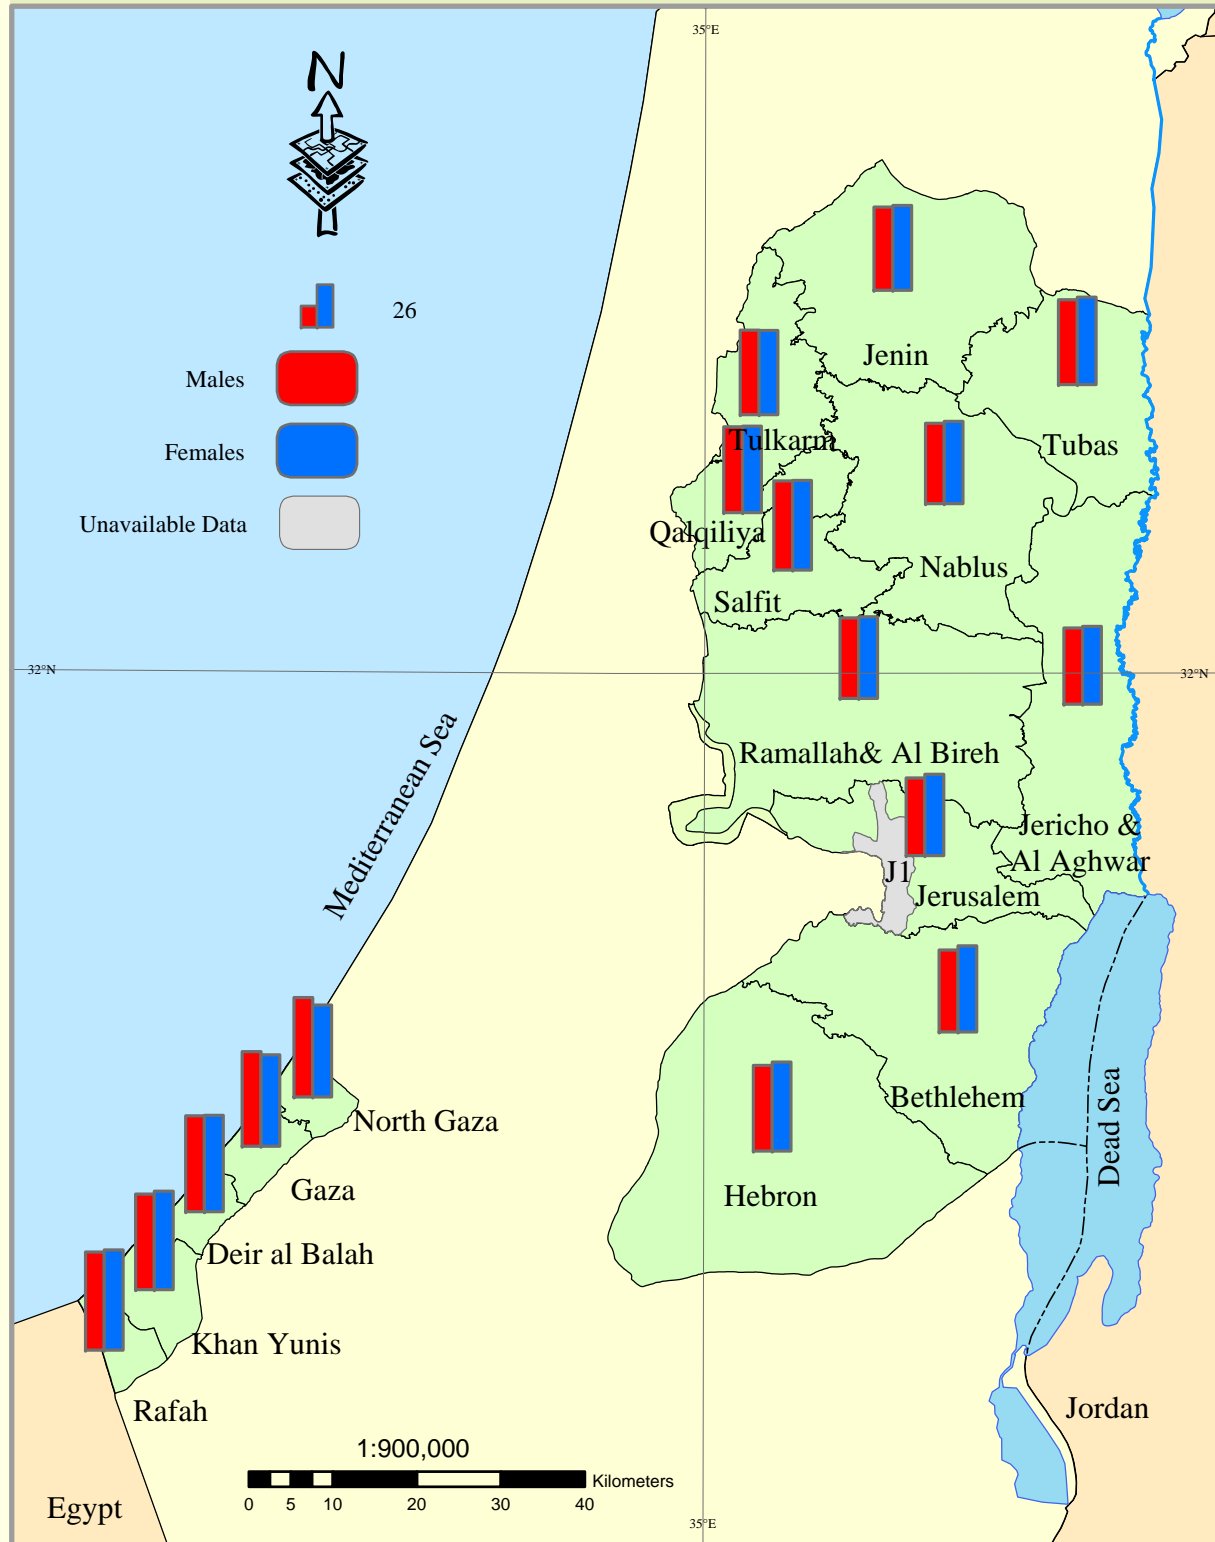 35°E
N
26
Males
Females
Unavailable Data
Jenin
Tulkarm
Tubas
Qalqiliya
Nablus
Salfit
32°N
32°N
Mediterranean Sea
Ramallah& Al Bireh
Jericho &
Al Aghwar
J1
Jerusalem
Bethlehem
Dead Sea
North Gaza
Gaza
Hebron
Deir al Balah
Khan Yunis
Rafah
Jordan
1:900,000
Kilometers
0 5 10 20 30 40
Egypt
35°E